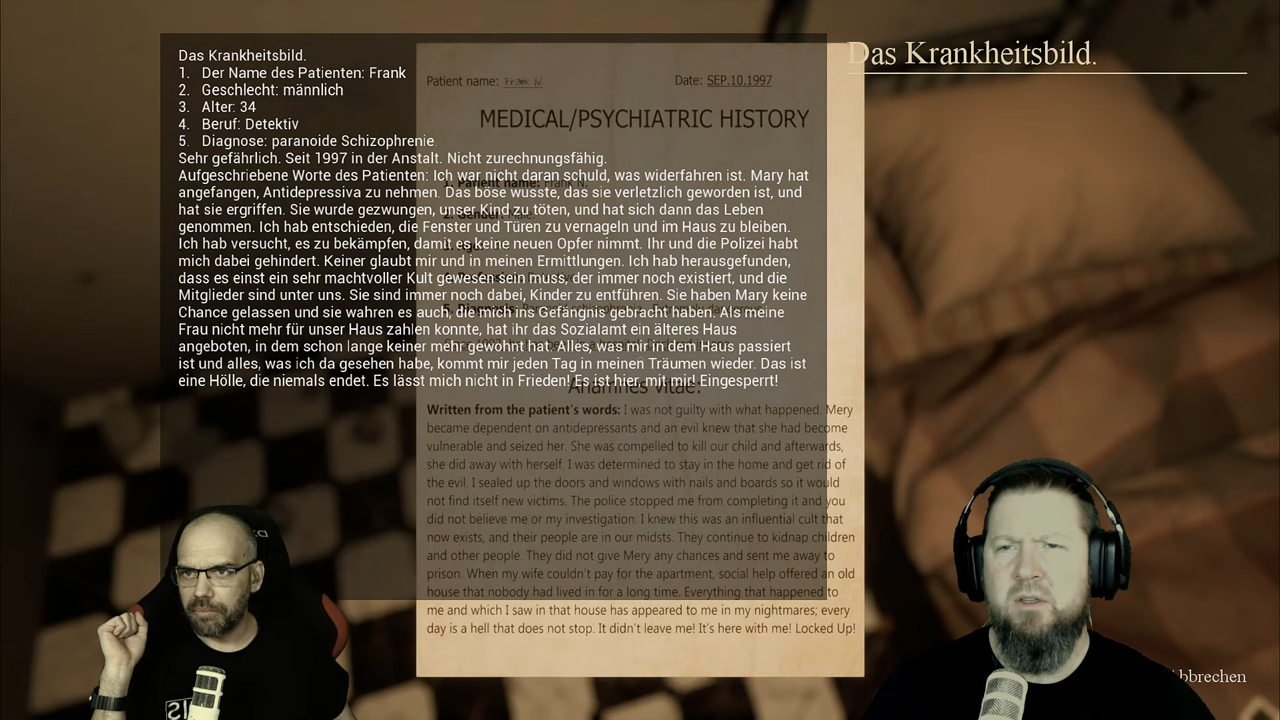 Das Krankheitsbild.
1. Der Name des Patienten: Frank
2. Geschlecht: männlich
3. Alter: 34
4. Beruf: Detektiv
5. Diagnose: paranoide Schizophrenie.
Sehr gefährlich. Seit 1997 in der Anstalt. Nicht zurechnungsfähig.
Aufgeschriebene Worte des Patienten: Ich war nicht daran schuld, was widerfahren ist. Mary hat
angefangen, Antidepressiva zu nehmen. Das böse wusste, das sie verletzlich geworden ist, und
hat sie ergriffen. Sie wurde gezwungen, unser Kind zu töten, und hat sich dann das Leben
genommen. Ich hab entschieden, die Fenster und Türen zu vernageln und im Haus zu bleiben.
Ich hab versucht, es zu bekämpfen, damit es keine neuen Opfer nimmt. Ihr und die Polizei habt
mich dabei gehindert. Keiner glaubt mir und in meinen Ermittlungen. Ich hab herausgefunden,
dass es einst ein sehr machtvoller Kult gewesen sein muss, der immer noch existiert, und die
Mitglieder sind unter uns. Sie sind immer noch dabei, Kinder zu entführen. Sie haben Mary keine
Chance gelassen und sie wahren es auch, die mich ins Gefängnis gebracht haben. Als meine
Frau nicht mehr für unser Haus zahlen konnte, hat ihr das Sozialamt ein älteres Haus
angeboten, in dem schon lange keiner mehr gewohnt hat. Alles, was mir in dem Haus passiert
ist und alles, was ich da gesehen habe, kommt mir jeden Tag in meinen Träumen wieder. Das ist
eine Hölle, die niemals endet. Es lässt mich nicht in Frieden! Es ist hier, mit mir! Eingesperrt!
Das Krankheitsbild.
Patient name: Frank N. Date: SEP.10.1997
MEDICAL/PSYCHIATRIC HISTORY
1. Patient name: Frank N.
Anamnes vitae:
Written from the patient's words: I was not guilty with what happened. Mery
became dependent on antidepressants and an evil knew that she had become
vulnerable and seized her. She was compelled to kill our child and afterwards,
she did away with herself. I was determined to stay in the home and get rid of
the evil. I sealed up the doors and windows with nails and boards so it would
not find itself new victims. The police stopped me from completing it and you
did not believe me or my investigation. I knew this was an influential cult that
now exists, and their people are in our midsts. They continue to kidnap children
and other people. They did not give Mery any chances and sent me away to
prison. When my wife couldn't pay for the apartment, social help offered an old
house that nobody had lived in for a long time. Everything that happened to
me and which I saw in that house has appeared to me in my nightmares; every
day is a hell that does not stop. It didn't leave me! It's here with me! Locked Up!
bbrechen